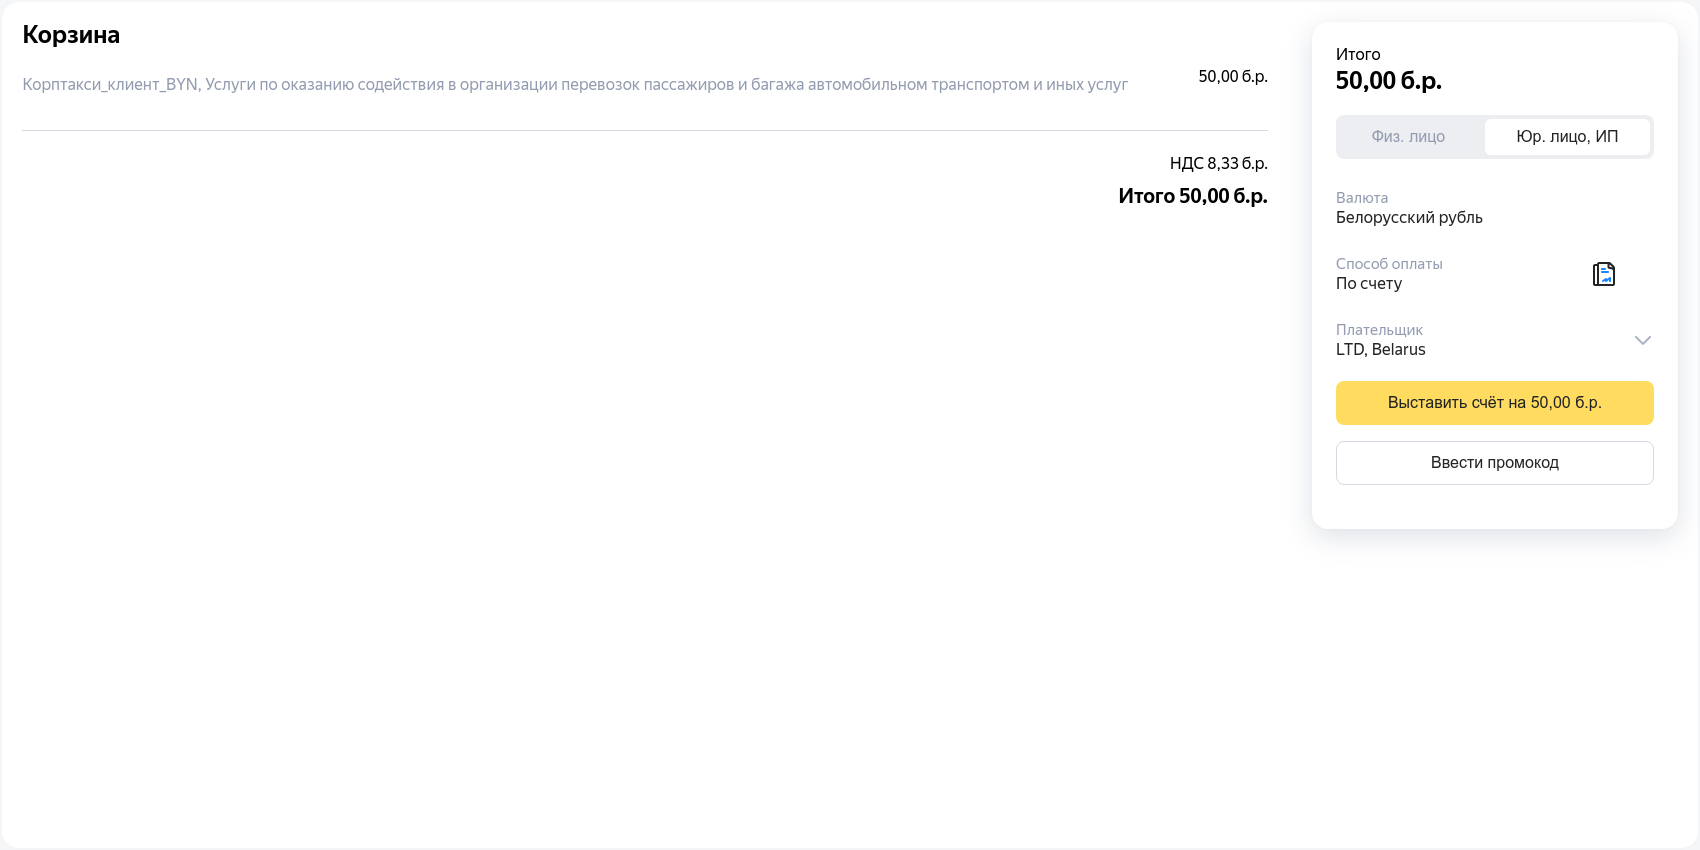 Корзина
Корптакси_клиент_BYN, Услуги по оказанию содействия в организации перевозок пассажиров и багажа автомобильном транспортом и иных услуг
50,00 б.р.
НДС 8,33 б.р.
Итого 50,00 б.р.
Итого
50,00 б.р.
Физ. лицо
Юр. лицо, ИП
Валюта
Белорусский рубль
Способ оплаты
По счету
Плательщик
LTD, Belarus
Выставить счёт на 50,00 б.р.
Ввести промокод